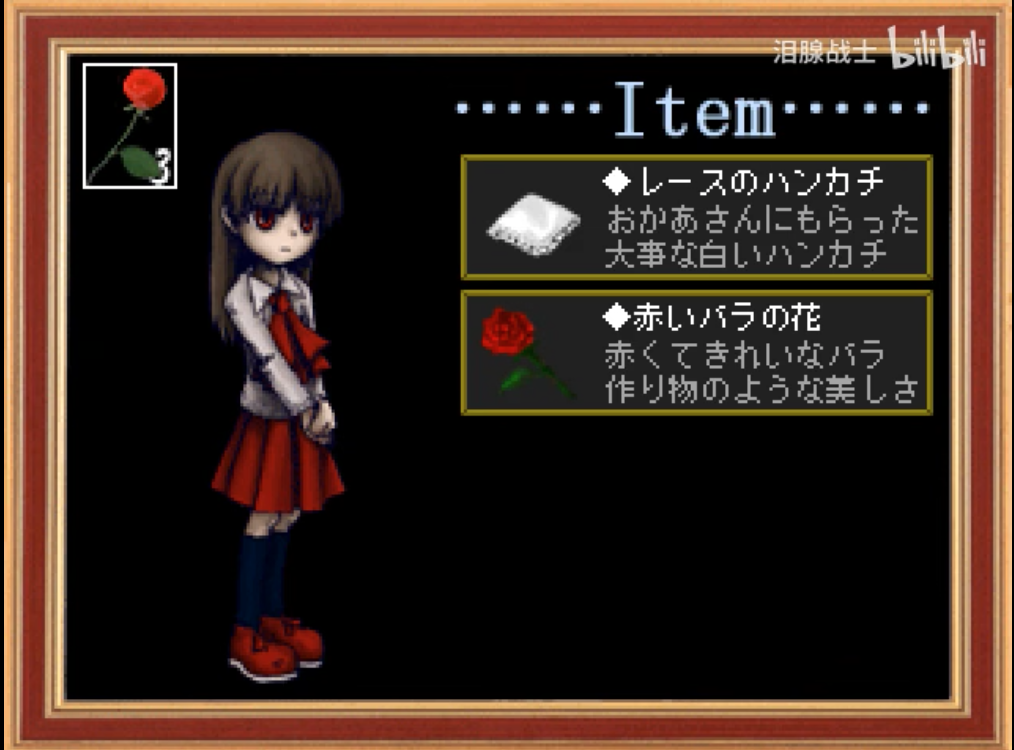 泪腺战士 bilibili
3
‥‥‥Item‥‥‥
◆レースのハンカチ
おかあさんにもらった
大事な白いハンカチ
◆赤いバラの花
赤くてきれいなバラ
作り物のような美しさ